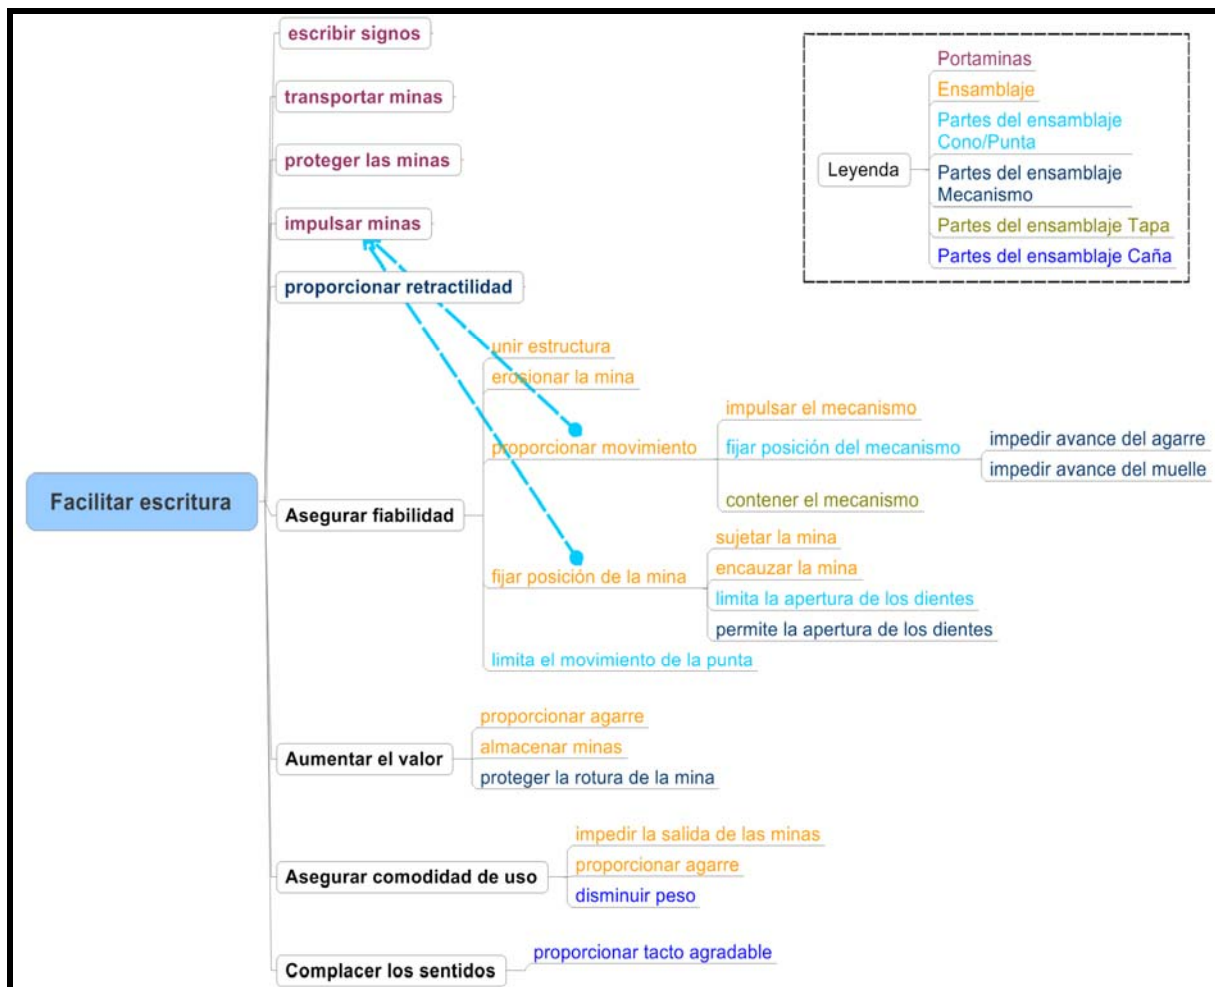 escribir signos
transportar minas
proteger las minas
impulsar minas
proporcionar retractilidad
Facilitar escritura
Asegurar fiabilidad
unir estructura
erosionar la mina
proporcionar movimiento
impulsar el mecanismo
fijar posición del mecanismo
impedir avance del agarre
impedir avance del muelle
contener el mecanismo
fijar posición de la mina
sujetar la mina
encauzar la mina
limita la apertura de los dientes
permite la apertura de los dientes
limita el movimiento de la punta
Aumentar el valor
proporcionar agarre
almacenar minas
proteger la rotura de la mina
Asegurar comodidad de uso
impedir la salida de las minas
proporcionar agarre
disminuir peso
Complacer los sentidos
proporcionar tacto agradable
Leyenda
Portaminas
Ensamblaje
Partes del ensamblaje
Cono/Punta
Partes del ensamblaje
Mecanismo
Partes del ensamblaje Tapa
Partes del ensamblaje Caña